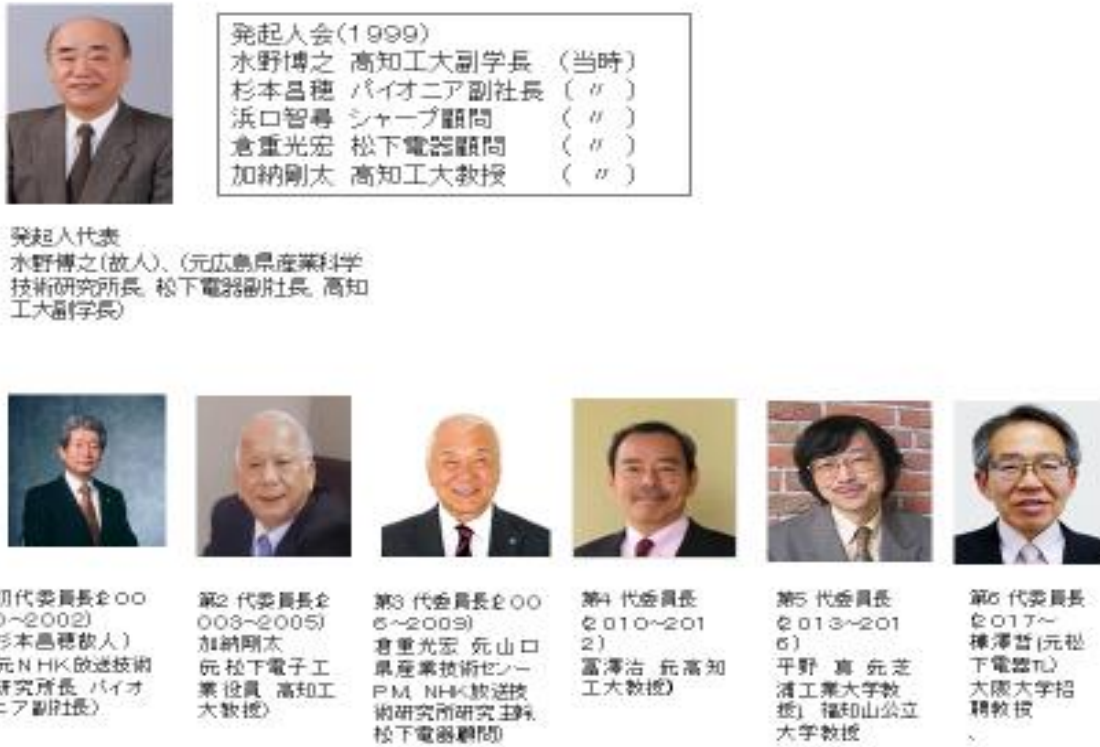 発起人会(1999)
水野博之 高知工大副学長 (当時)
杉本昌穂 パイオニア副社長 ( 〃 )
浜口智尋 シャープ顧問 ( 〃 )
倉重光宏 松下電器顧問 ( 〃 )
加納剛太 高知工大教授 ( 〃 )
発起人代表
水野博之(故人)、(元広島県産業科学
技術研究所長, 松下電器副社長, 高知
工大副学長)
初代委員長(200
0~2002)
杉本昌穂(故人)
元NHK放送技術
研究所長, パイオ
ニア副社長)
第2 代委員長(2
003~2005)
加納剛太
(元松下電子工
業役員, 高知工
大教授)
第3 代委員長(200
6~2009)
倉重光宏 (元山口
県産業技術センー
PM, NHK放送技
術研究所研究主幹,
松下電器顧問)
第4 代委員長
(2010~201
2)
富澤治 (元高知
工大教授)
第5 代委員長
(2013~201
6)
平野 真 (元芝
浦工業大学教
授), 福知山公立
大学教授
第6 代委員長
(2017~
樺澤哲(元松
下電器),
大阪大学招
聘教授
、